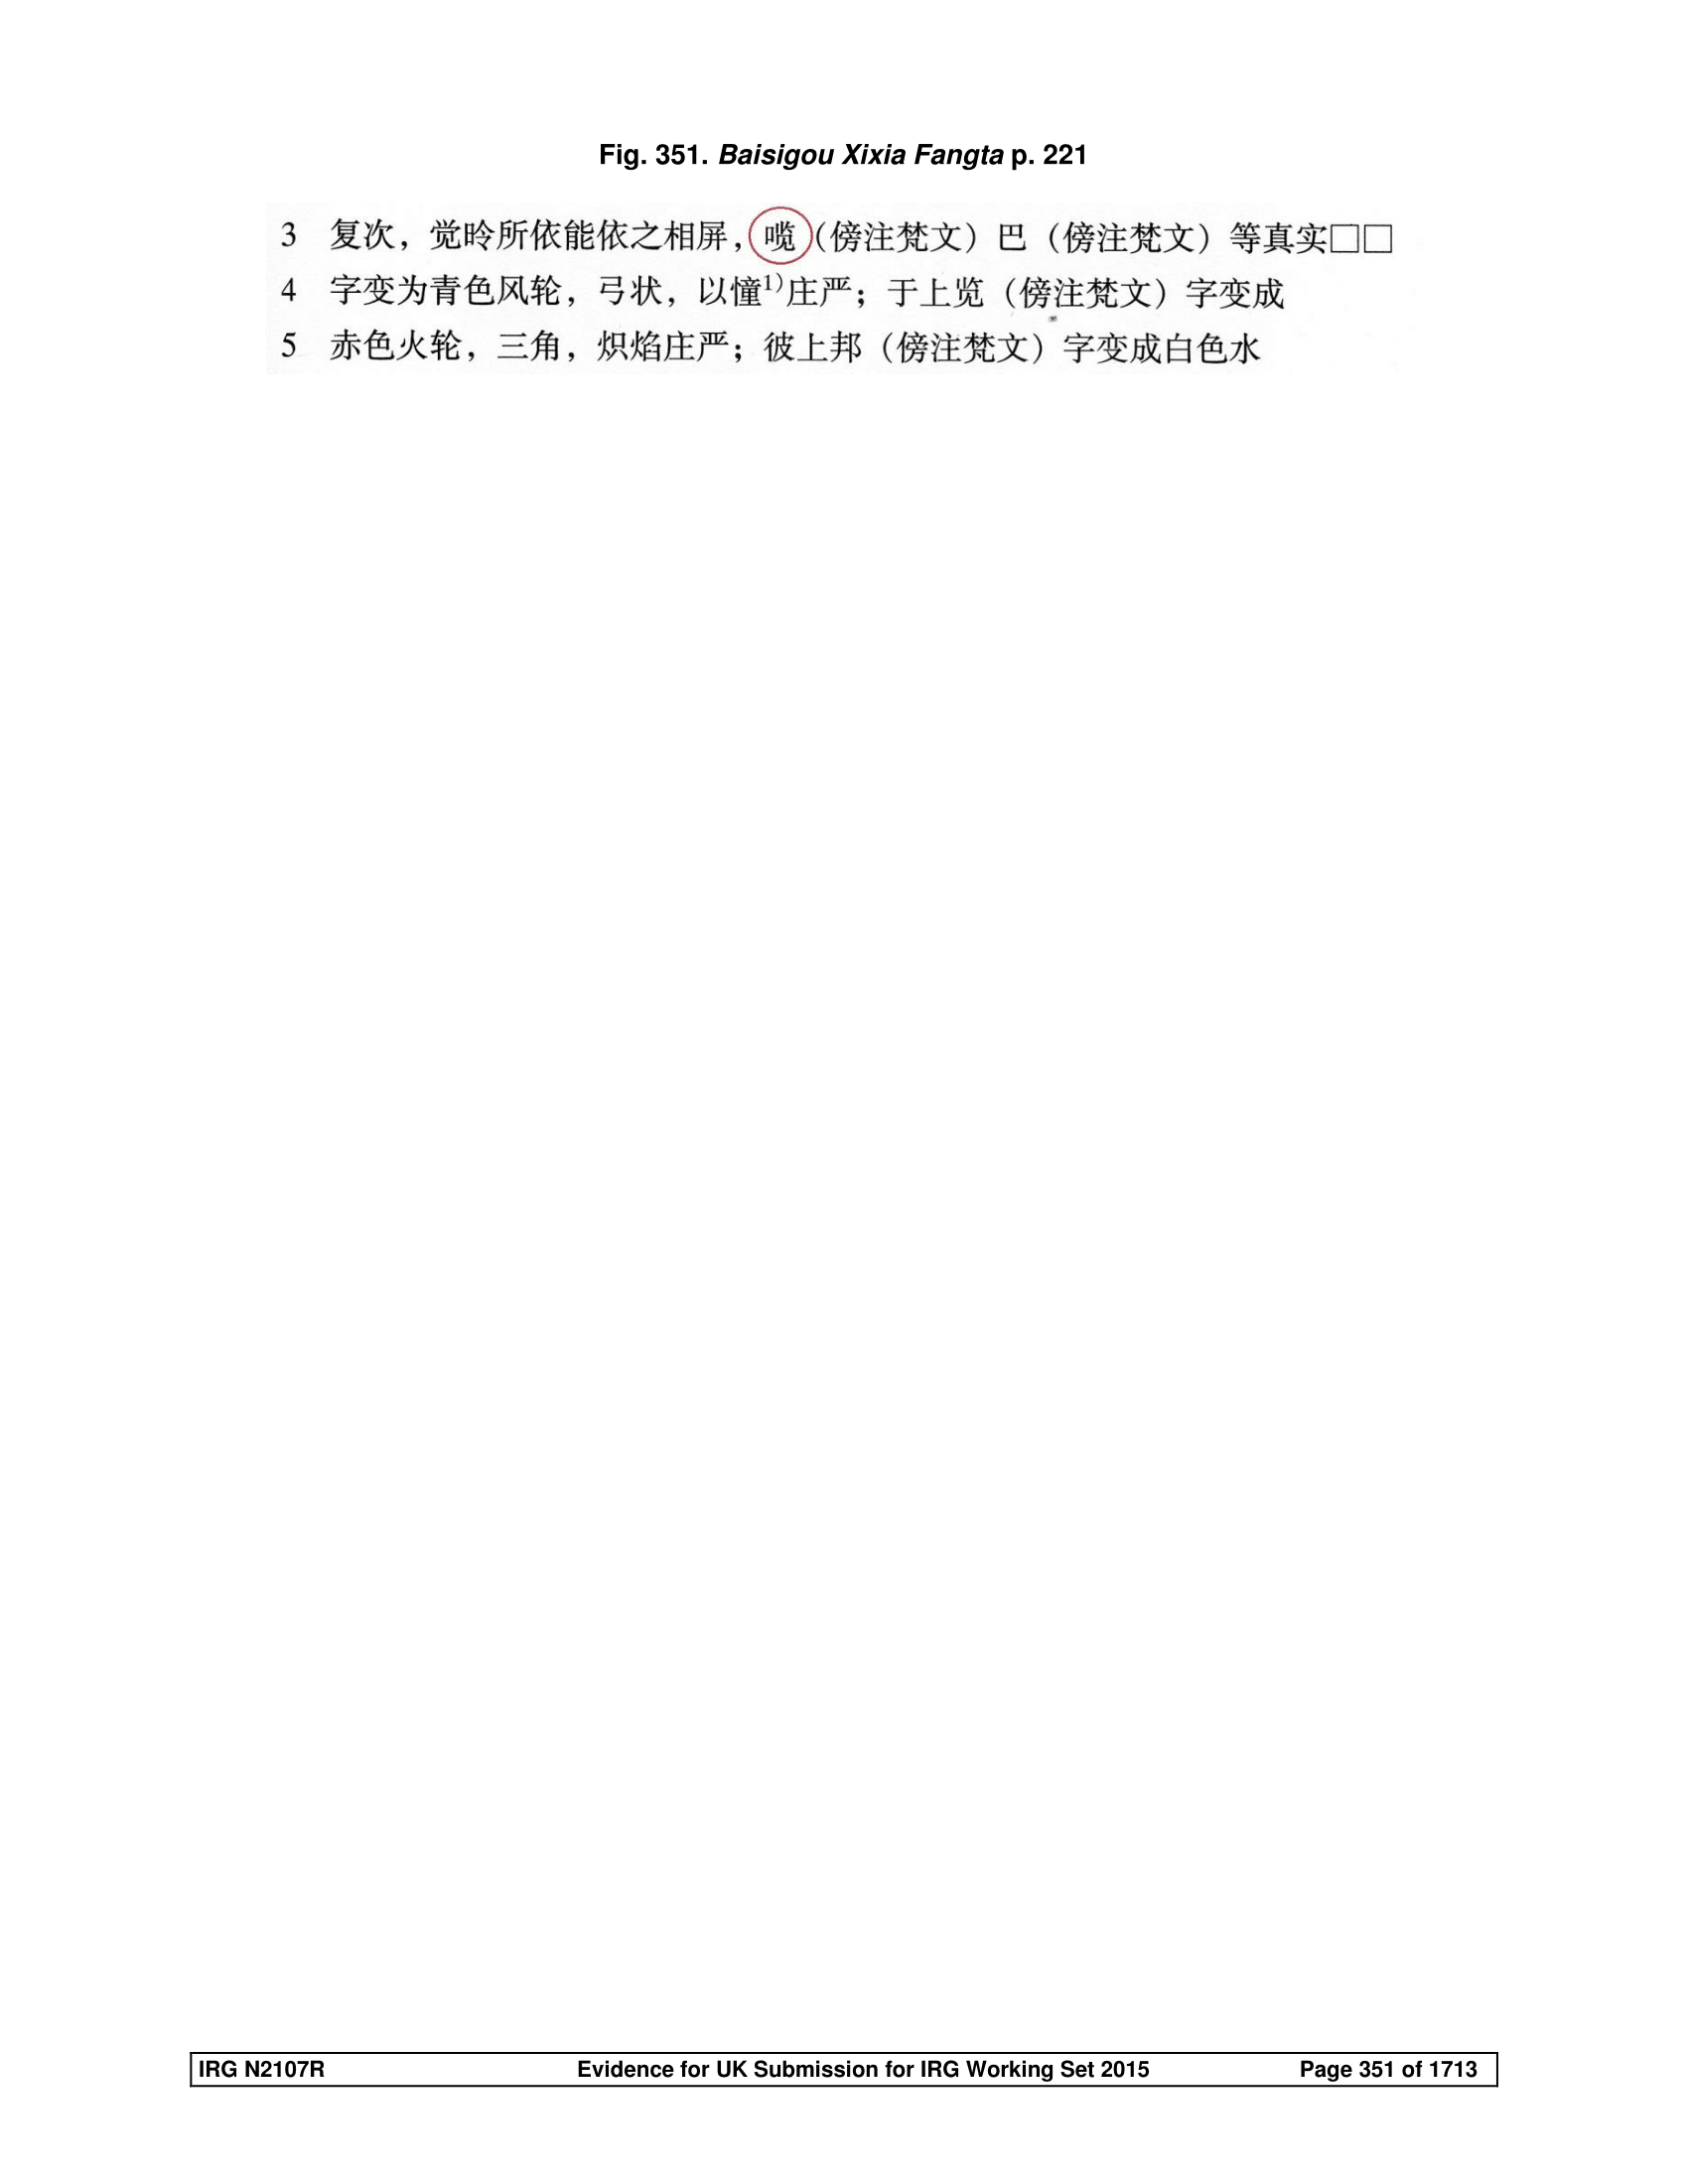 Fig. 351. Baisigou Xixia Fangta p. 221
3 复次，觉昤所依能依之相屏，⿰口览（傍注梵文）巴（傍注梵文）等真实□□
4 字变为青色风轮，弓状，以憧1）庄严；于上览（傍注梵文）字变成
5 赤色火轮，三角，炽焰庄严；彼上邦（傍注梵文）字变成白色水
IRG N2107R Evidence for UK Submission for IRG Working Set 2015 Page 351 of 1713